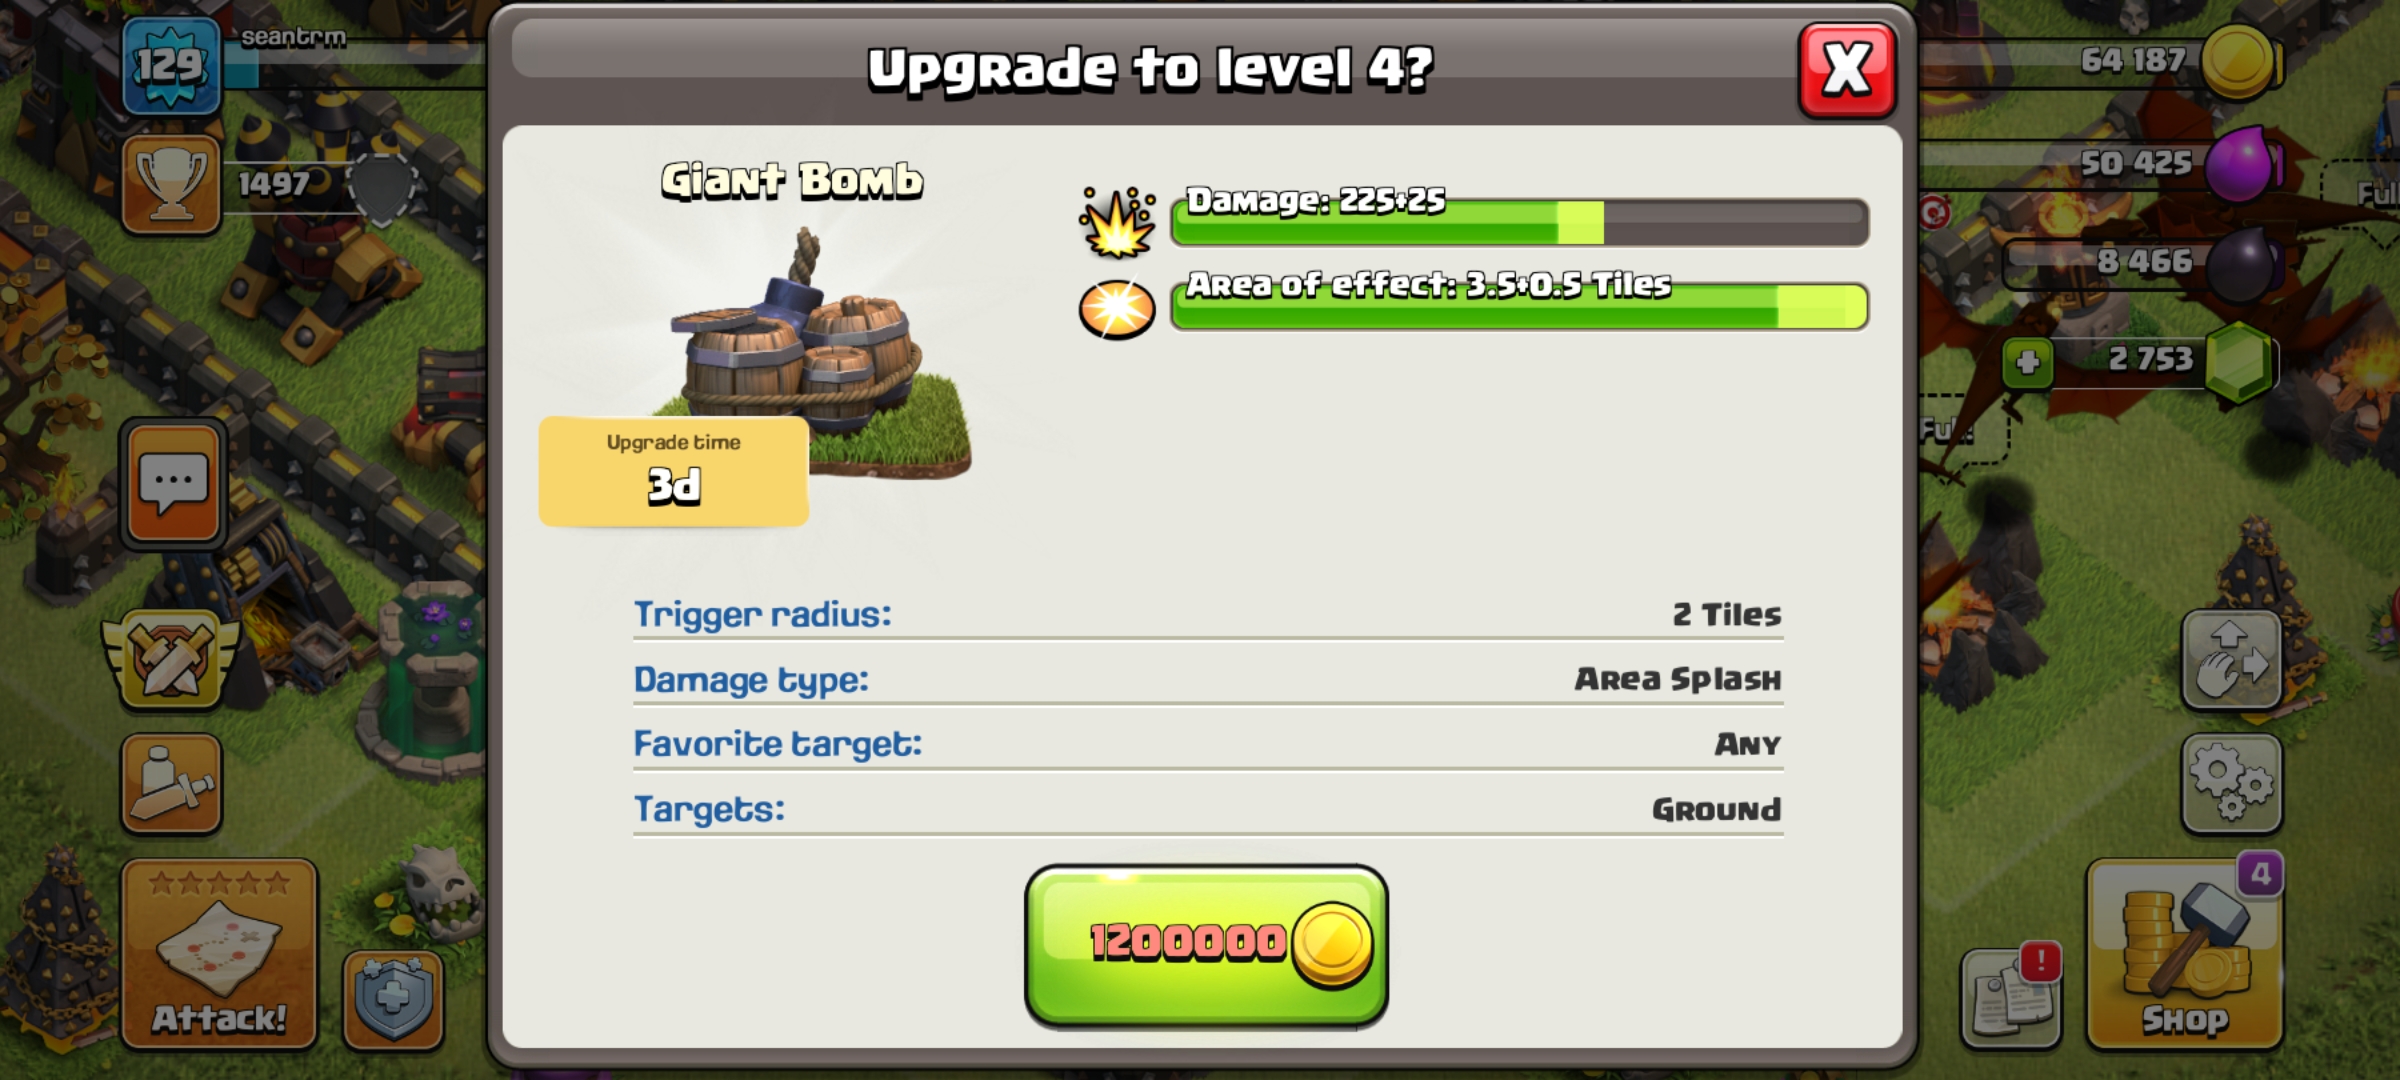 129
seantrm
Upgrade to level 4?
X
64 187
1497
Giant Bomb
Damage: 225+25
50 425
Area of effect: 3.5+0.5 Tiles
8 466
2 753
Upgrade time
3d
Trigger radius: 2 Tiles
Damage type: Area Splash
Favorite target: Any
Targets: Ground
1200000
4
!
Attack!
Shop